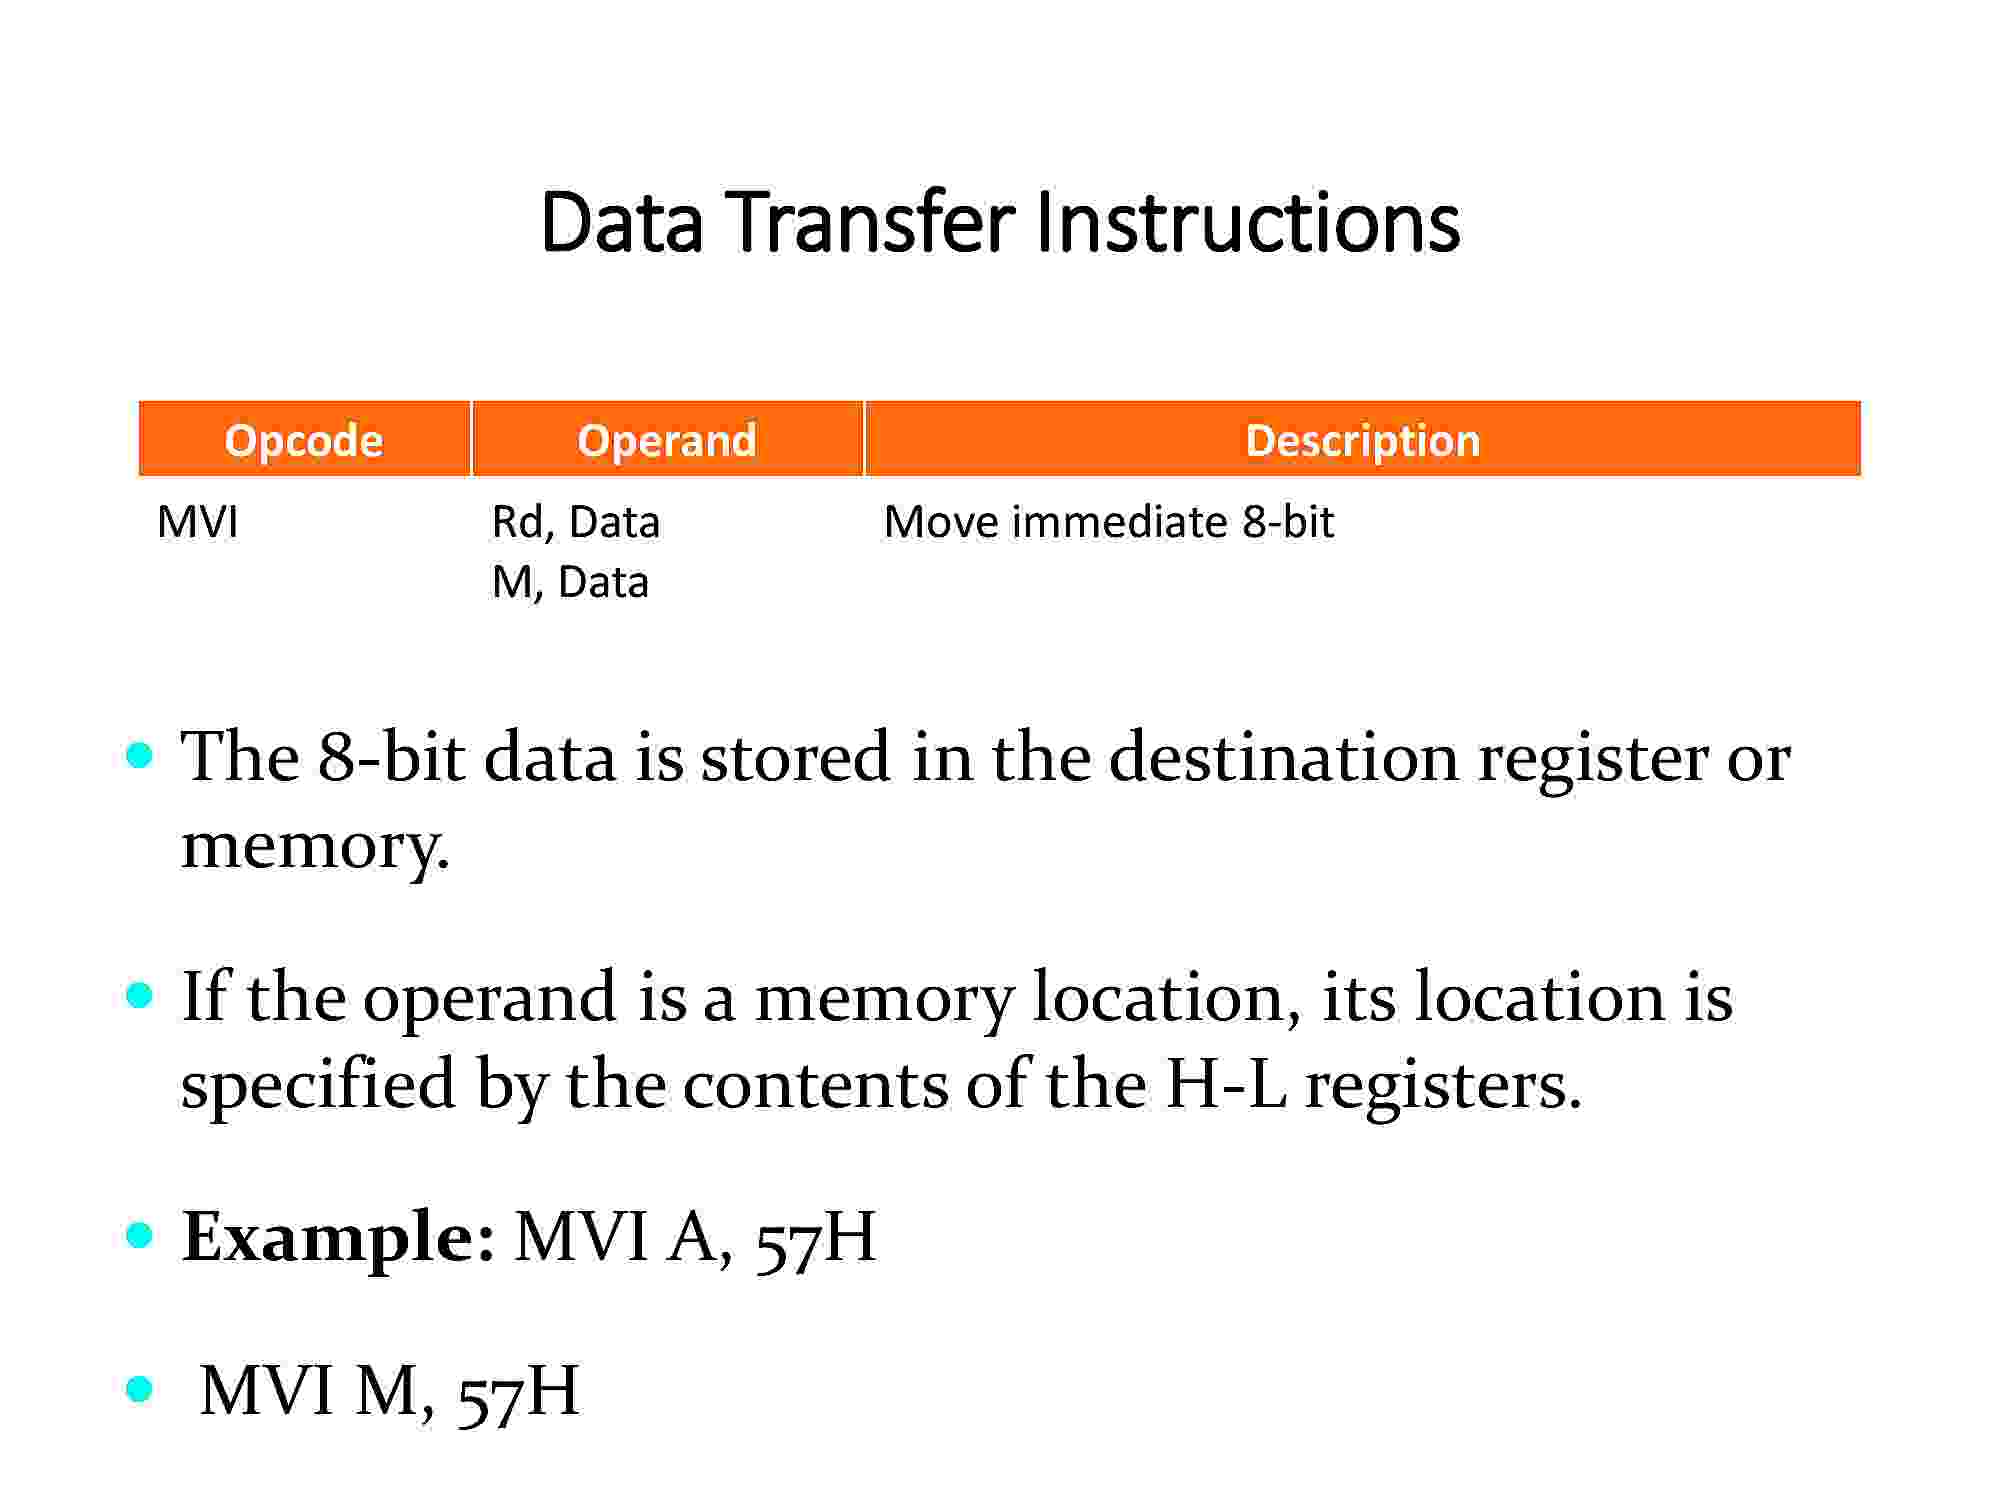 Data Transfer Instructions
Opcode Operand Description
MVI Rd, Data Move immediate 8-bit
M, Data
• The 8-bit data is stored in the destination register or
memory.
• If the operand is a memory location, its location is
specified by the contents of the H-L registers.
• Example: MVI A, 57H
• MVI M, 57H